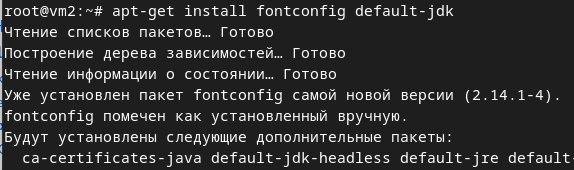 root@vm2:~# apt-get install fontconfig default-jdk
Чтение списков пакетов… Готово
Построение дерева зависимостей… Готово
Чтение информации о состоянии… Готово
Уже установлен пакет fontconfig самой новой версии (2.14.1-4).
fontconfig помечен как установленный вручную.
Будут установлены следующие дополнительные пакеты:
  ca-certificates-java default-jdk-headless default-jre default-